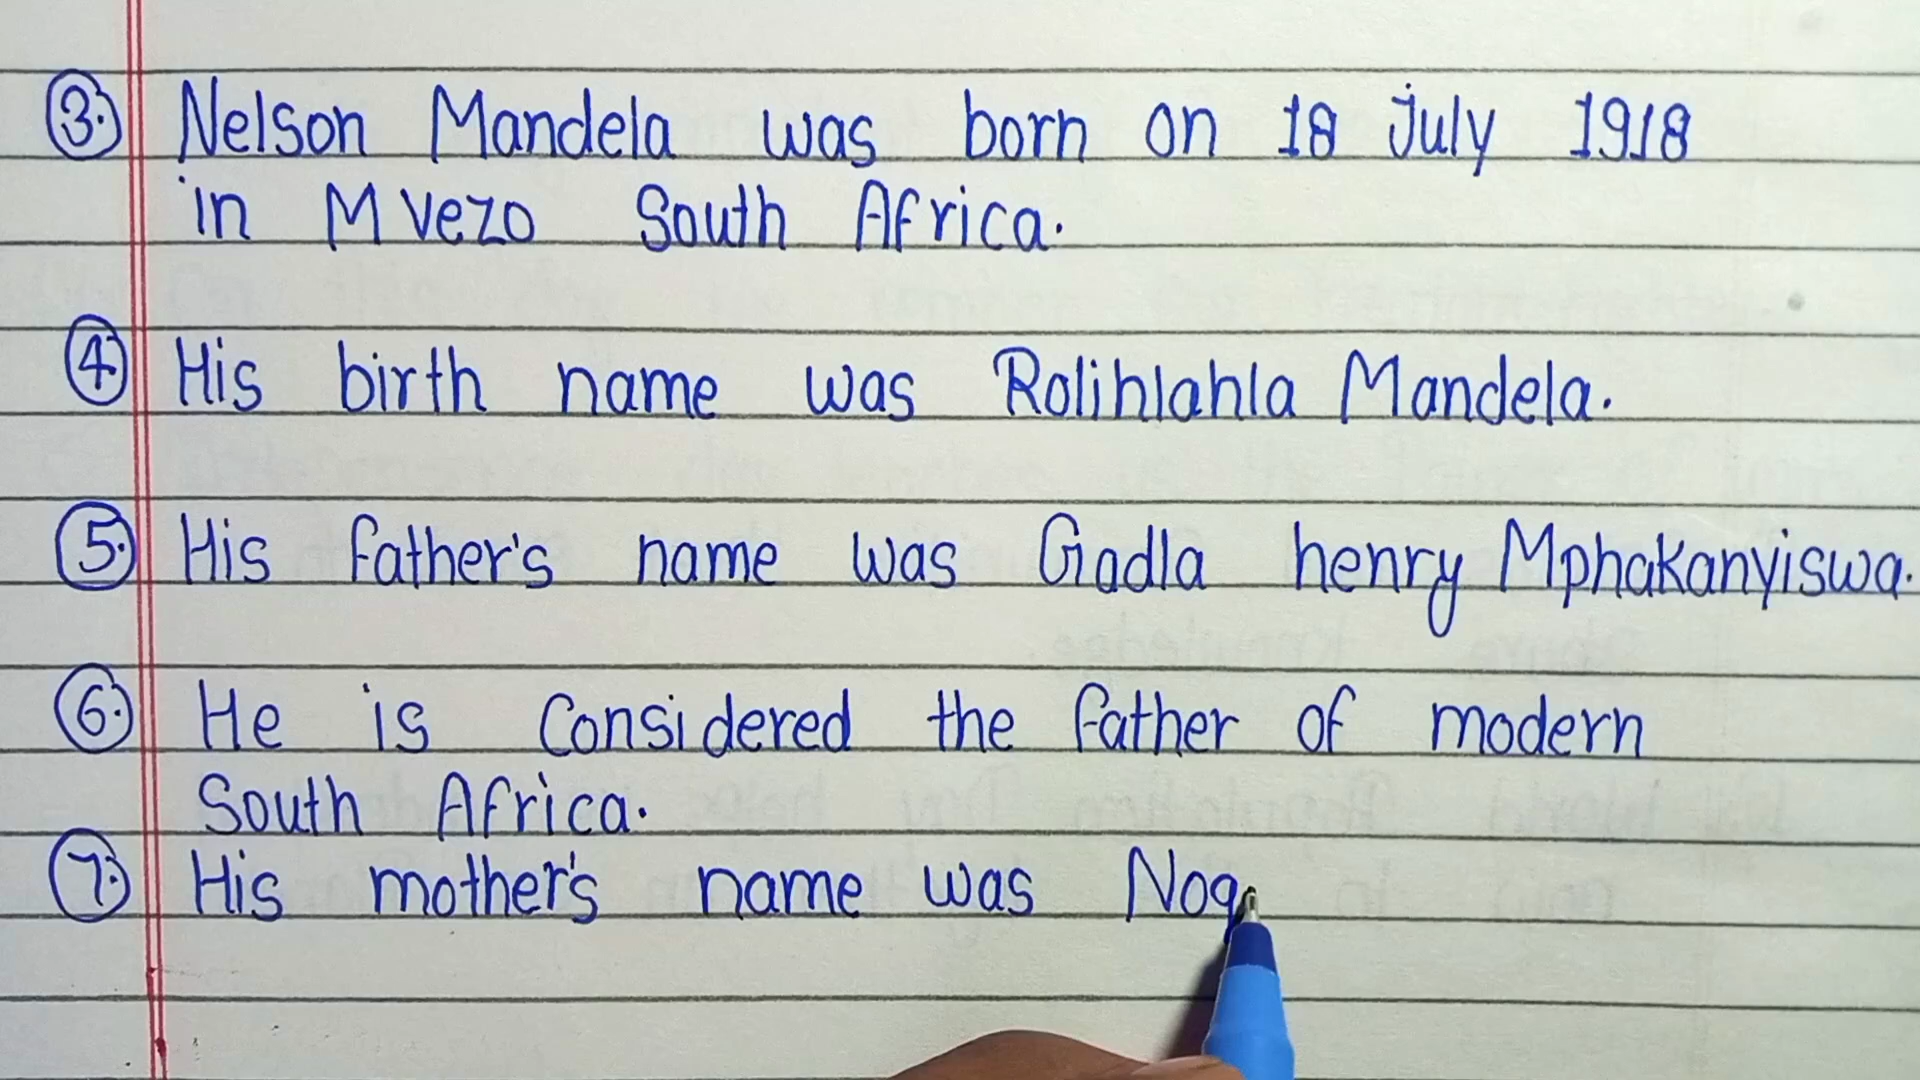 3. Nelson Mandela was born on 18 July 1918
in Mvezo South Africa.
4. His birth name was Rolihlahla Mandela.
5. His father's name was Gadla henry Mphakanyiswa.
6. He is Considered the father of modern
South Africa.
7. His mother's name was